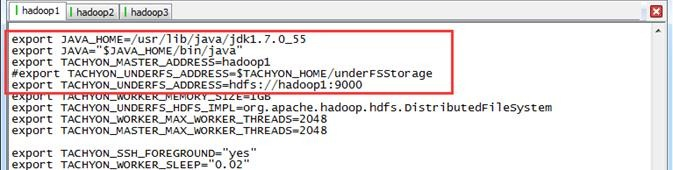 hadoop1 hadoop2 hadoop3
export JAVA_HOME=/usr/lib/java/jdk1.7.0_55
export JAVA="$JAVA_HOME/bin/java"
export TACHYON_MASTER_ADDRESS=hadoop1
#export TACHYON_UNDERFS_ADDRESS=$TACHYON_HOME/underFSStorage
export TACHYON_UNDERFS_ADDRESS=hdfs://hadoop1:9000
export TACHYON_WORKER_MEMORY_SIZE=1GB
export TACHYON_UNDERFS_HDFS_IMPL=org.apache.hadoop.hdfs.DistributedFileSystem
export TACHYON_WORKER_MAX_WORKER_THREADS=2048
export TACHYON_MASTER_MAX_WORKER_THREADS=2048
export TACHYON_SSH_FOREGROUND="yes"
export TACHYON_WORKER_SLEEP="0.02"